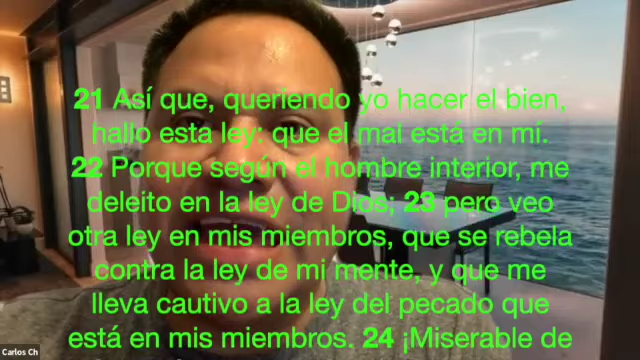 21 Así que, queriendo yo hacer el bien,
hallo esta ley: que el mal está en mí.
22 Porque según el hombre interior, me
deleito en la ley de Dios; 23 pero veo
otra ley en mis miembros, que se rebela
contra la ley de mi mente, y que me
lleva cautivo a la ley del pecado que
está en mis miembros. 24 ¡Miserable de
Carlos Ch